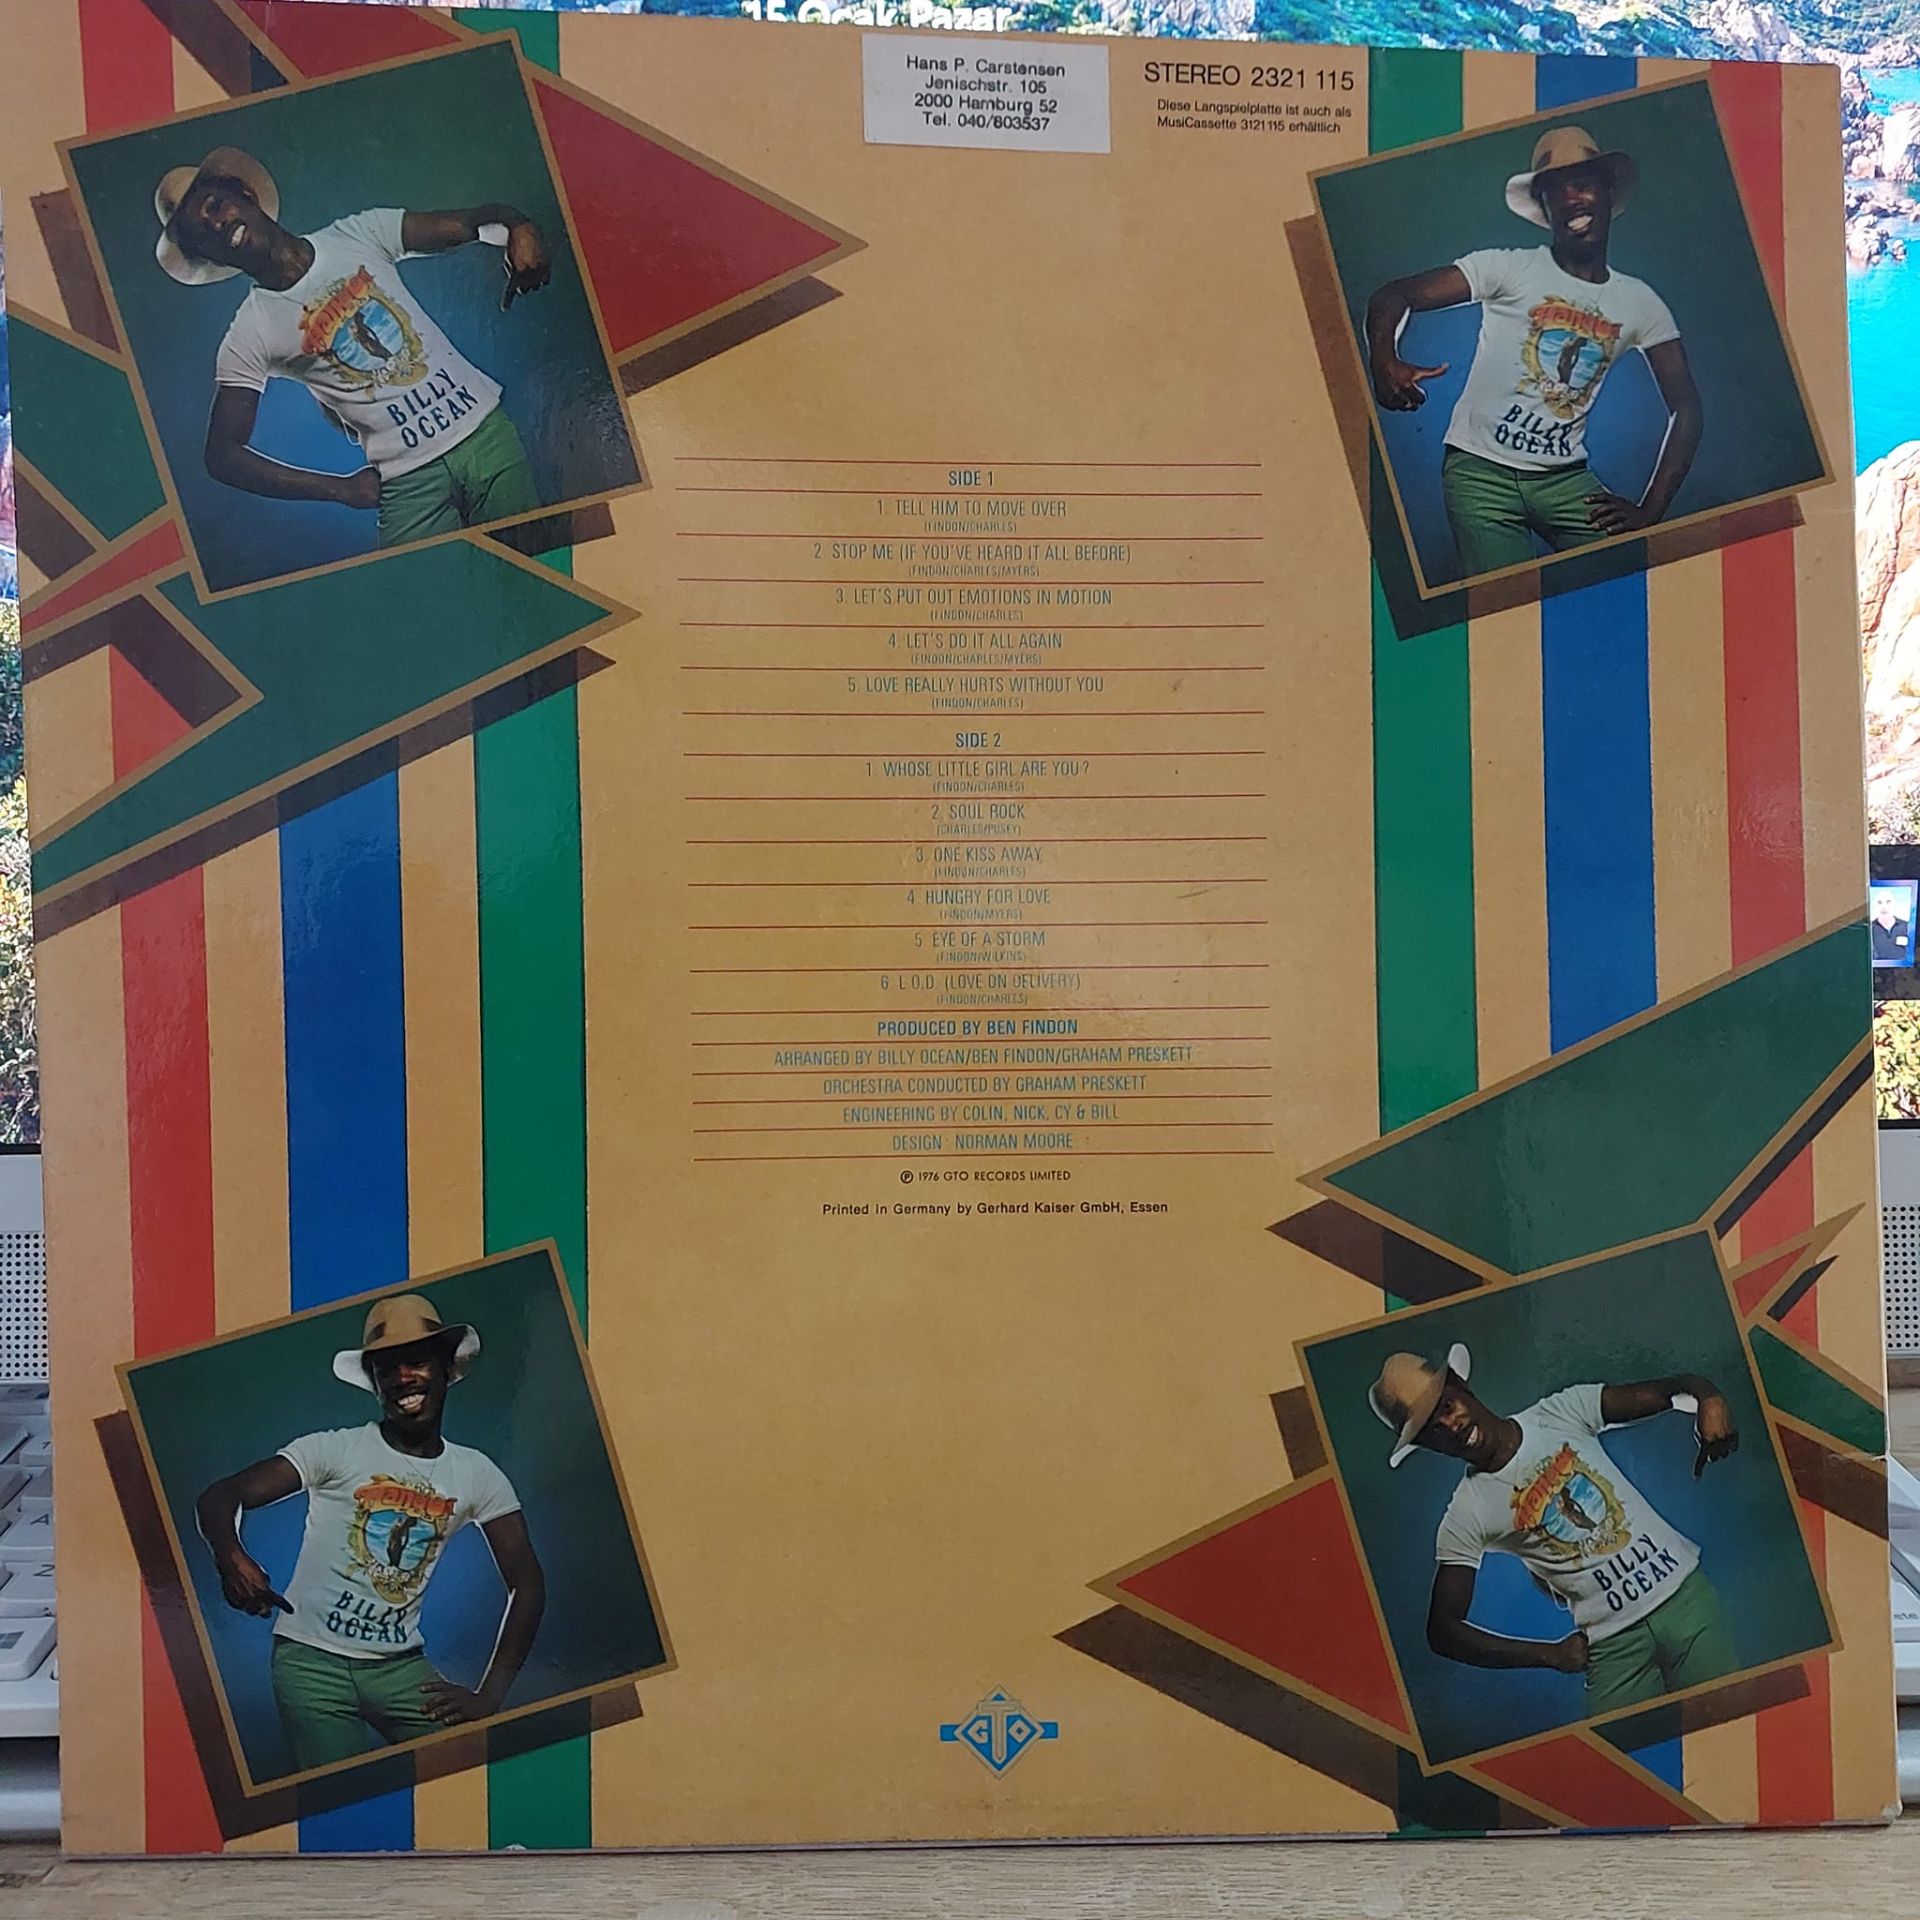 15 Ocak Pazar
Hans P. Carstensen
Jenischstr. 105
2000 Hamburg 52
Tel. 040/803537
STEREO 2321 115
Diese Langspielplatte ist auch als
MusiCassette 3121115 erhältlich
BILLY
OCEAN
BILLY
OCEAN
SIDE 1
1. TELL HIM TO MOVE OVER
(FINDON/CHARLES)
2. STOP ME (IF YOU'VE HEARD IT ALL BEFORE)
(FINDON/CHARLES/MYERS)
3. LET'S PUT OUT EMOTIONS IN MOTION
(FINDON/CHARLES)
4. LET'S DO IT ALL AGAIN
(FINDON/CHARLES/MYERS)
5. LOVE REALLY HURTS WITHOUT YOU
(FINDON/CHARLES)
SIDE 2
1. WHOSE LITTLE GIRL ARE YOU?
(FINDON/CHARLES)
2. SOUL ROCK
(CHARLES/PUSEY)
3. ONE KISS AWAY
(FINDON/CHARLES)
4. HUNGRY FOR LOVE
(FINDON/MYERS)
5. EYE OF A STORM
(FINDON/WILKINS)
6. L.O.D. (LOVE ON DELIVERY)
(FINDON/CHARLES)
PRODUCED BY BEN FINDON
ARRANGED BY BILLY OCEAN/BEN FINDON/GRAHAM PRESKETT
ORCHESTRA CONDUCTED BY GRAHAM PRESKETT
ENGINEERING BY COLIN, NICK, CY & BILL
DESIGN: NORMAN MOORE
℗ 1976 GTO RECORDS LIMITED
Printed in Germany by Gerhard Kaiser GmbH, Essen
BILLY
OCEAN
BILLY
OCEAN
GTO